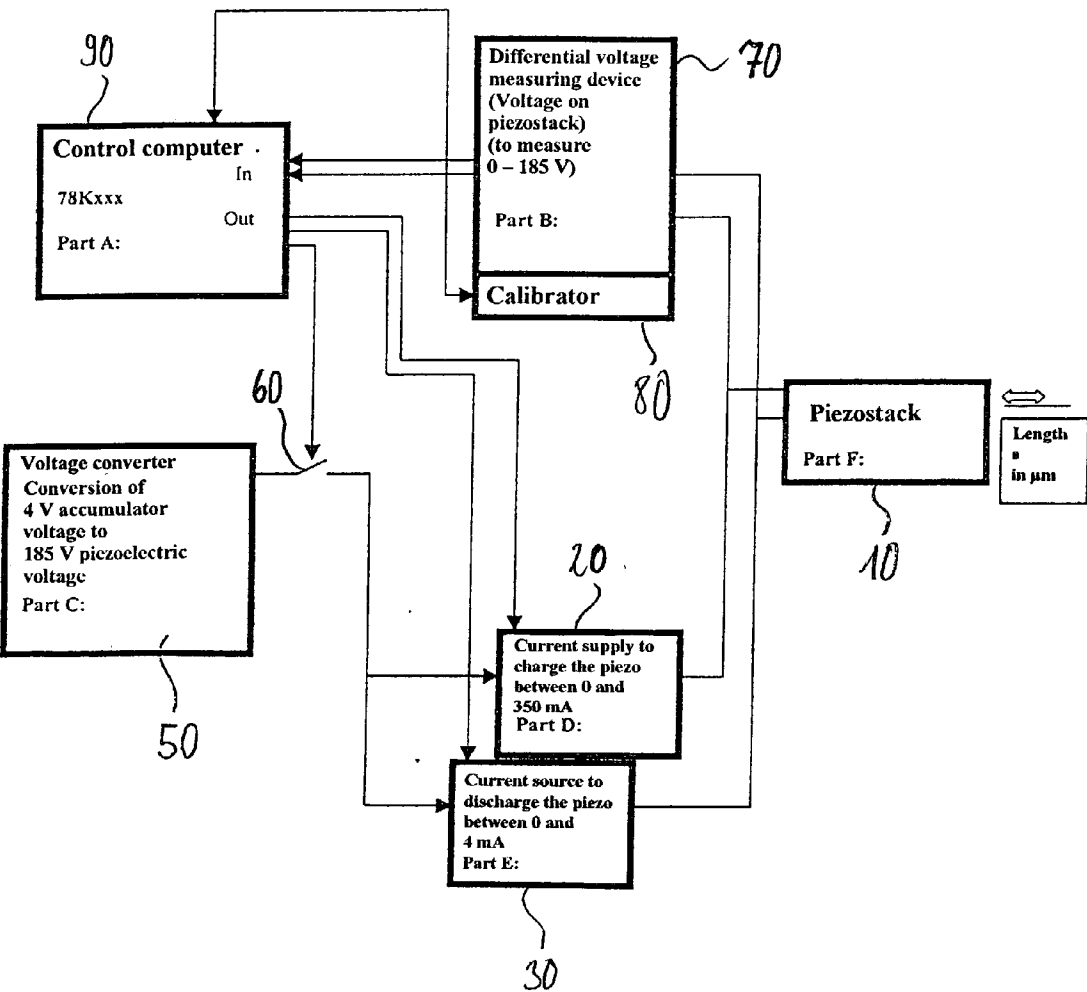 90
Control computer
In
78Kxxx
Out
Part A:
Differential voltage
measuring device
(Voltage on
piezostack)
(to measure
0 – 185 V)
Part B:
70
Calibrator
80
60
Voltage converter
Conversion of
4 V accumulator
voltage to
185 V piezoelectric
voltage
Part C:
50
Piezostack
Part F:
10
Length
s
in µm
20
Current supply to
charge the piezo
between 0 and
350 mA
Part D:
Current source to
discharge the piezo
between 0 and
4 mA
Part E:
30